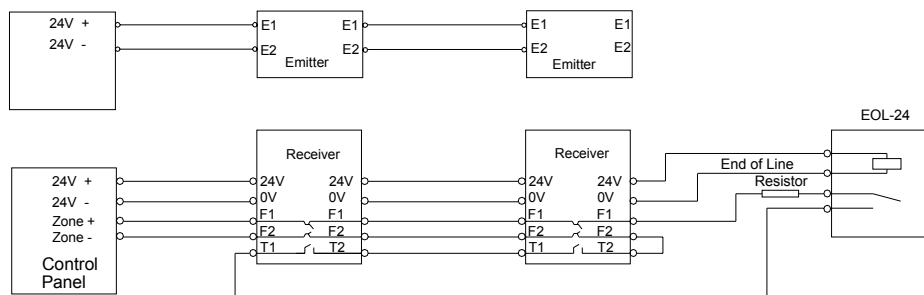 24V + E1 E1 E1 E1
24V - E2 E2 E2 E2
Emitter Emitter
EOL-24
Receiver Receiver
End of Line
Resistor
24V + 24V 24V 24V 24V
24V - 0V 0V 0V 0V
Zone + F1 F1 F1 F1
Zone - F2 F2 F2 F2
T1 T2 T1 T2
Control
Panel